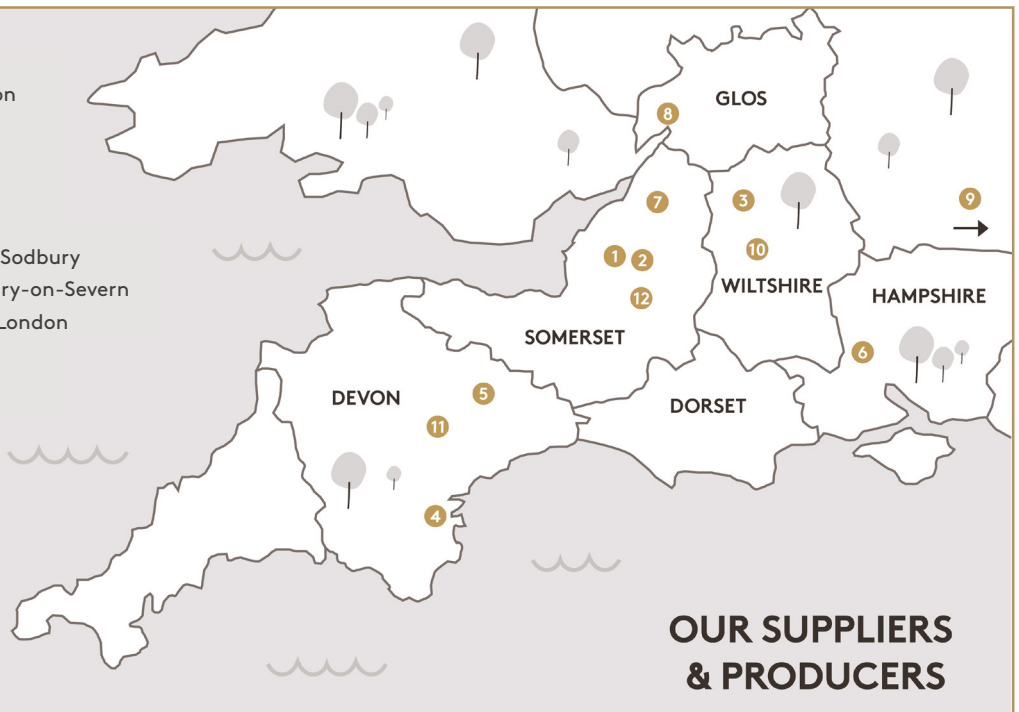 on
Sodbury
ry-on-Severn
London
GLOS
8
7
3
9
1
2
10
WILTSHIRE
12
HAMPSHIRE
SOMERSET
6
DEVON
5
DORSET
11
4
OUR SUPPLIERS
& PRODUCERS